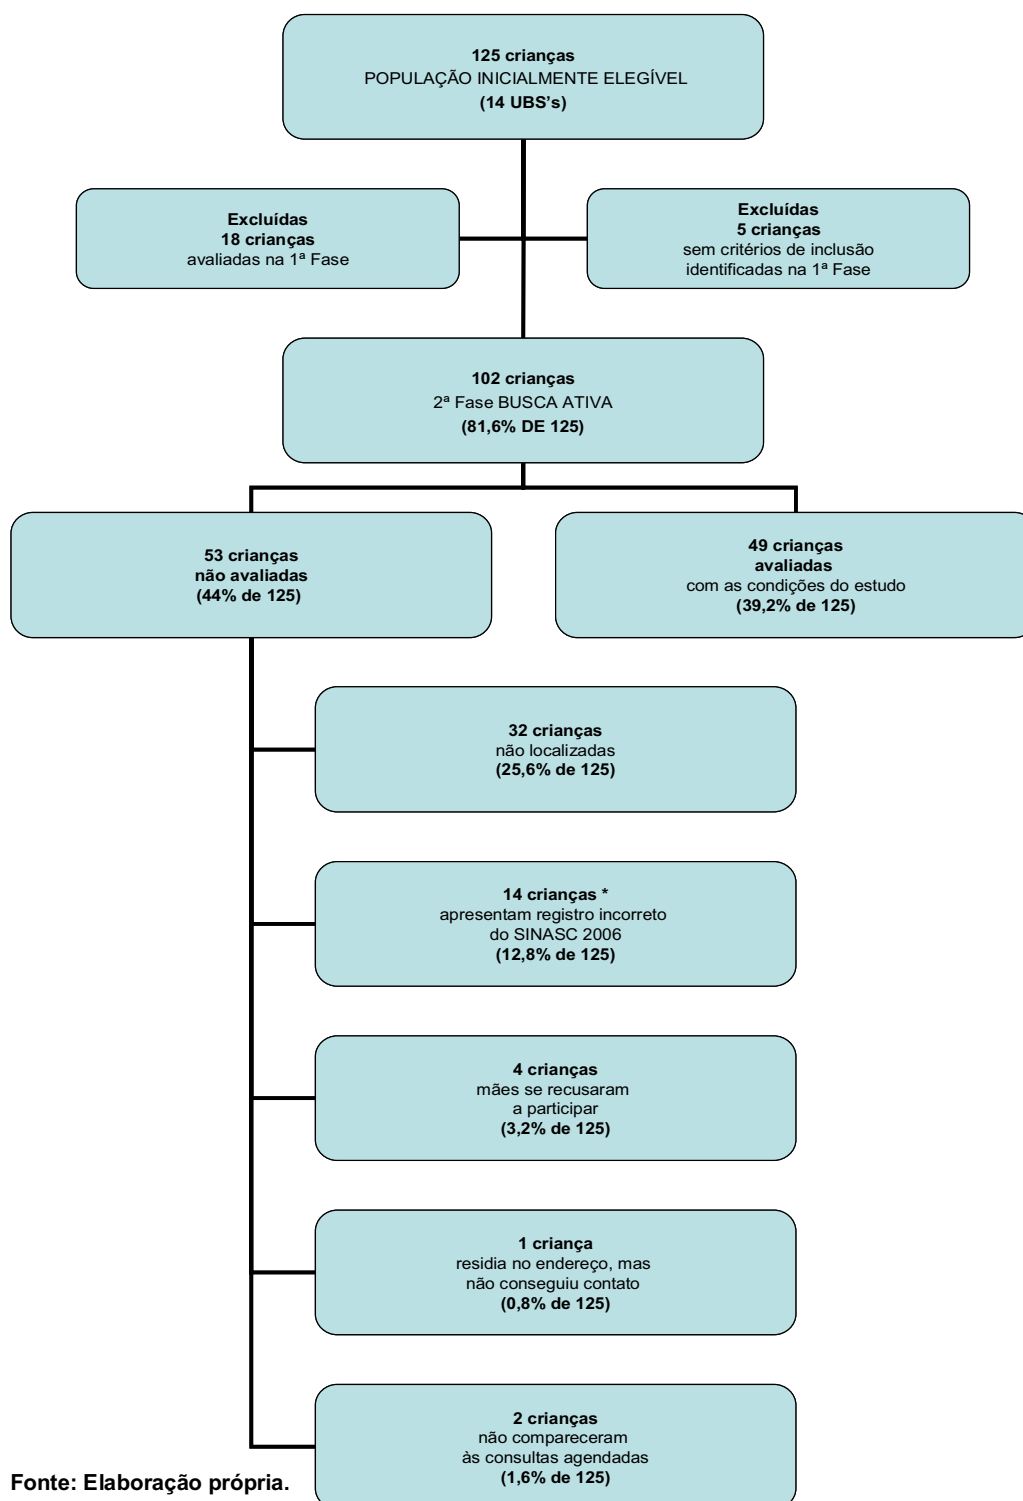 125 crianças
POPULAÇÃO INICIALMENTE ELEGÍVEL
(14 UBS’s)
Excluídas
18 crianças
avaliadas na 1ª Fase
Excluídas
5 crianças
sem critérios de inclusão
identificadas na 1ª Fase
102 crianças
2ª Fase BUSCA ATIVA
(81,6% DE 125)
53 crianças
não avaliadas
(44% de 125)
49 crianças
avaliadas
com as condições do estudo
(39,2% de 125)
32 crianças
não localizadas
(25,6% de 125)
14 crianças *
apresentam registro incorreto
do SINASC 2006
(12,8% de 125)
4 crianças
mães se recusaram
a participar
(3,2% de 125)
1 criança
residia no endereço, mas
não conseguiu contato
(0,8% de 125)
2 crianças
não compareceram
às consultas agendadas
(1,6% de 125)
Fonte: Elaboração própria.